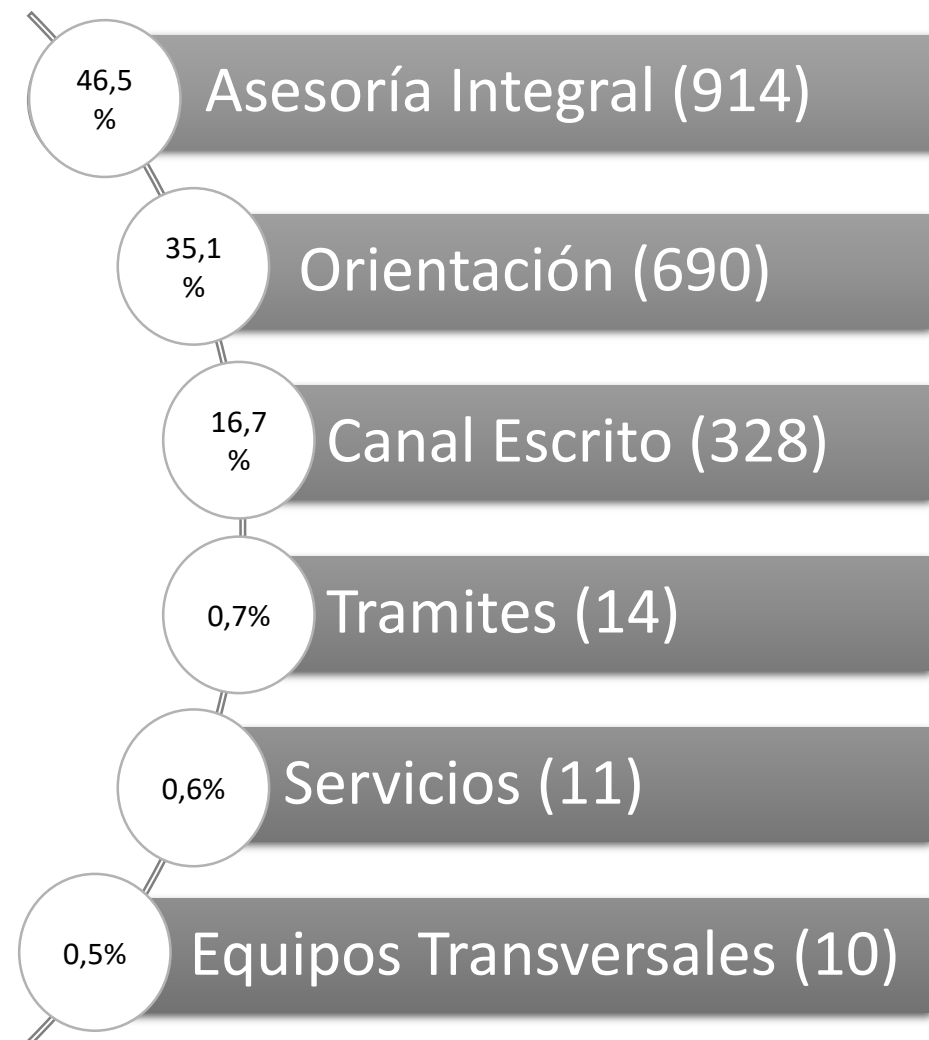 46,5
%
Asesoría Integral (914)
35,1
%
Orientación (690)
16,7
%
Canal Escrito (328)
0,7%
Tramites (14)
0,6%
Servicios (11)
0,5%
Equipos Transversales (10)